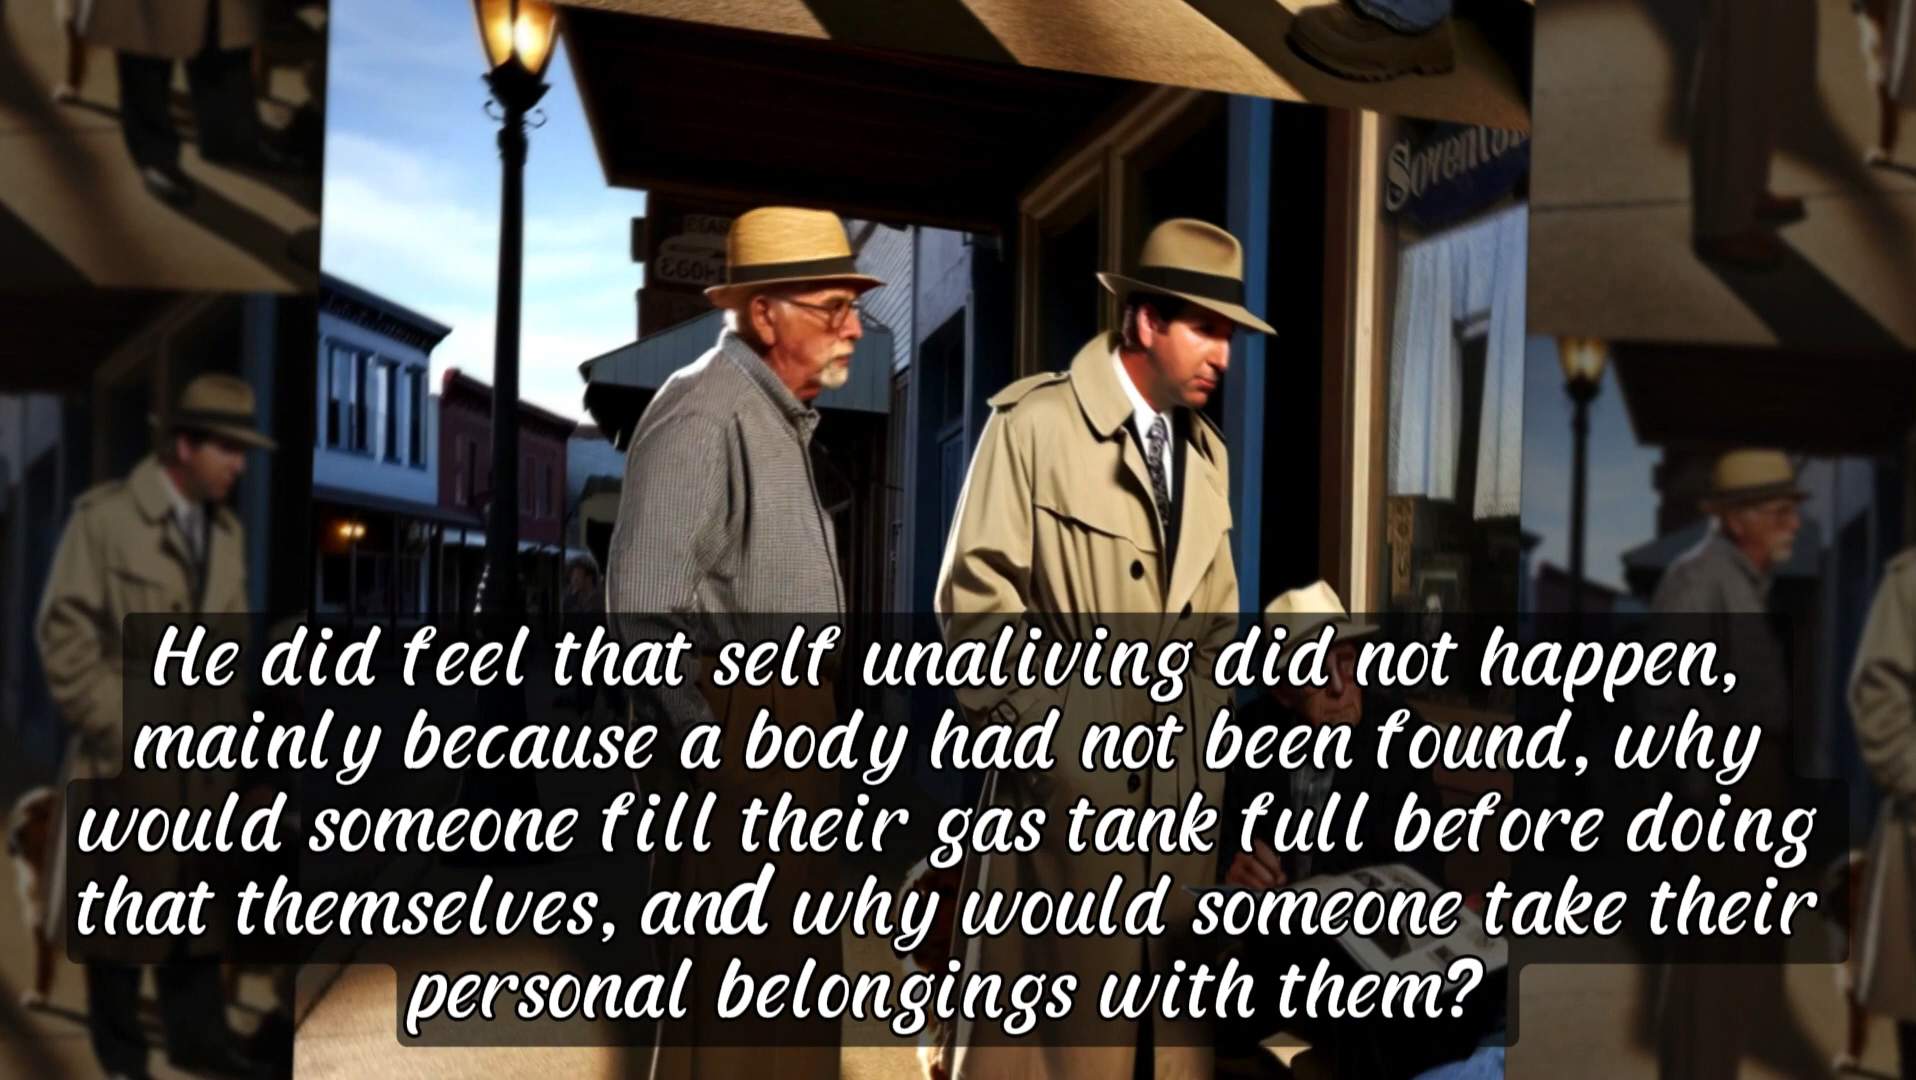 He did feel that self unaliving did not happen,
mainly because a body had not been found, why
would someone fill their gas tank full before doing
that themselves, and why would someone take their
personal belongings with them?